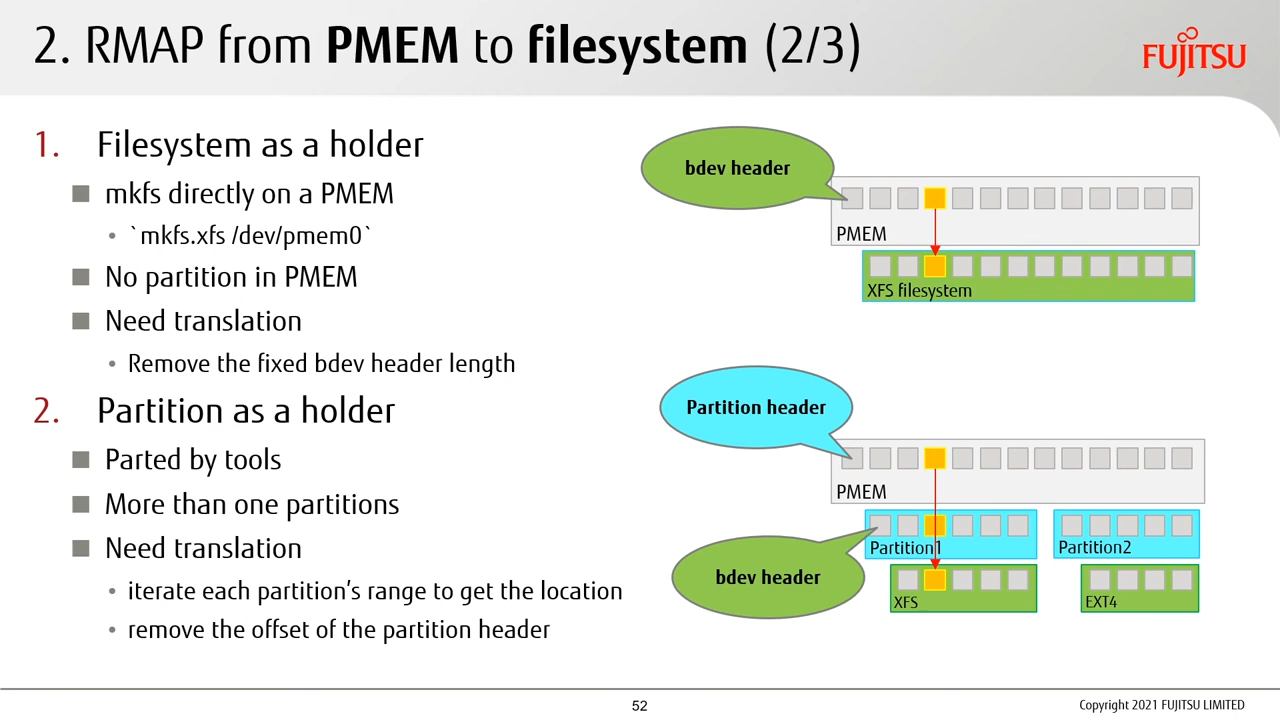 2. RMAP from PMEM to filesystem (2/3)
FUJITSU
1. Filesystem as a holder
mkfs directly on a PMEM
• `mkfs.xfs /dev/pmem0`
No partition in PMEM
Need translation
• Remove the fixed bdev header length
2. Partition as a holder
Parted by tools
More than one partitions
Need translation
• iterate each partition's range to get the location
• remove the offset of the partition header
bdev header
PMEM
XFS filesystem
Partition header
PMEM
Partition1
Partition2
bdev header
XFS
EXT4
52
Copyright 2021 FUJITSU LIMITED